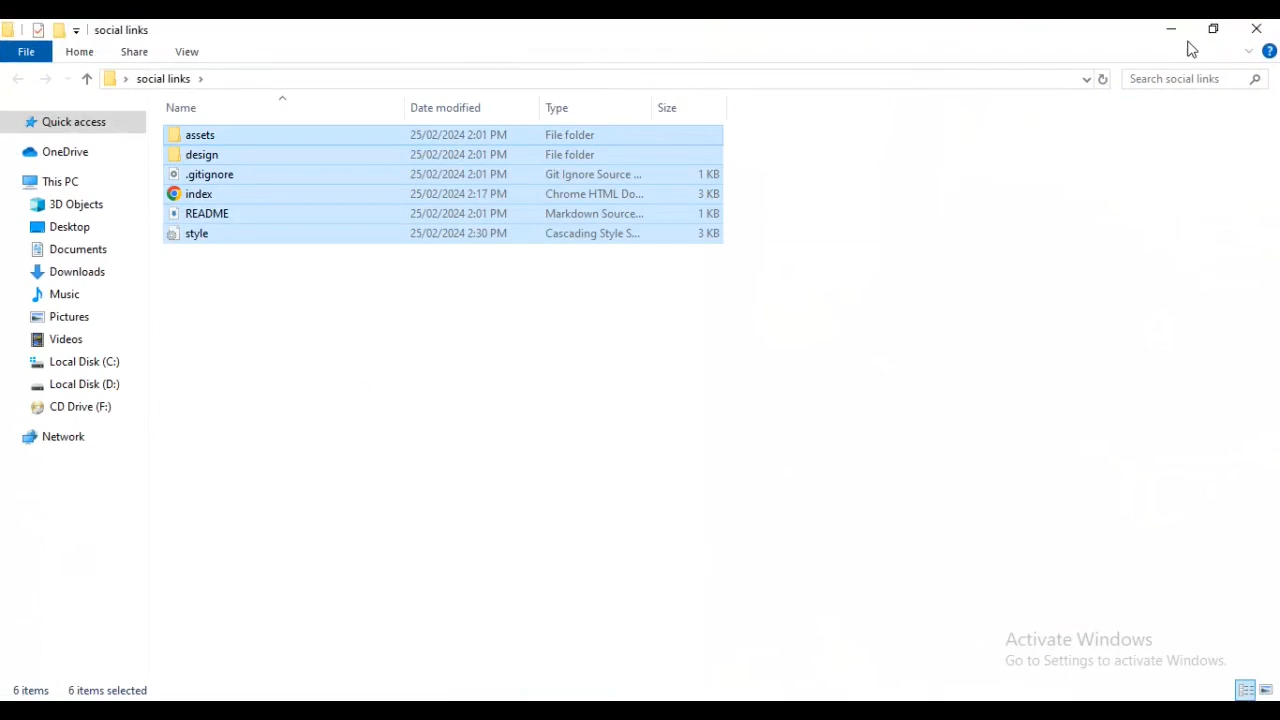 social links
File Home Share View
social links
Search social links
Name Date modified Type Size
Quick access
OneDrive
This PC
3D Objects
Desktop
Documents
Downloads
Music
Pictures
Videos
Local Disk (C:)
Local Disk (D:)
CD Drive (F:)
Network
assets 25/02/2024 2:01 PM File folder
design 25/02/2024 2:01 PM File folder
.gitignore 25/02/2024 2:01 PM Git Ignore Source ... 1 KB
index 25/02/2024 2:17 PM Chrome HTML Do... 3 KB
README 25/02/2024 2:01 PM Markdown Source... 1 KB
style 25/02/2024 2:30 PM Cascading Style S... 3 KB
Activate Windows
Go to Settings to activate Windows.
6 items 6 items selected